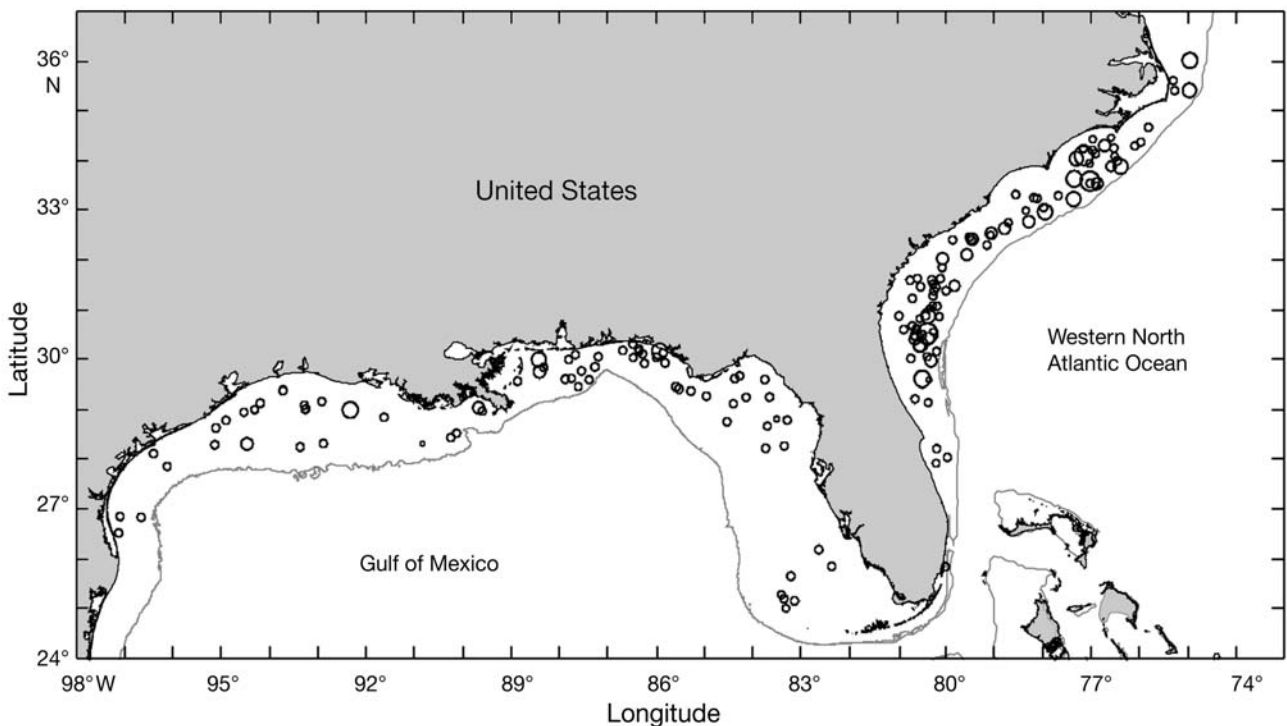 36°
N
United States
33°
Latitude
Western North
Atlantic Ocean
30°
27°
Gulf of Mexico
24°
98°W 95° 92° 89° 86° 83° 80° 77° 74°
Longitude